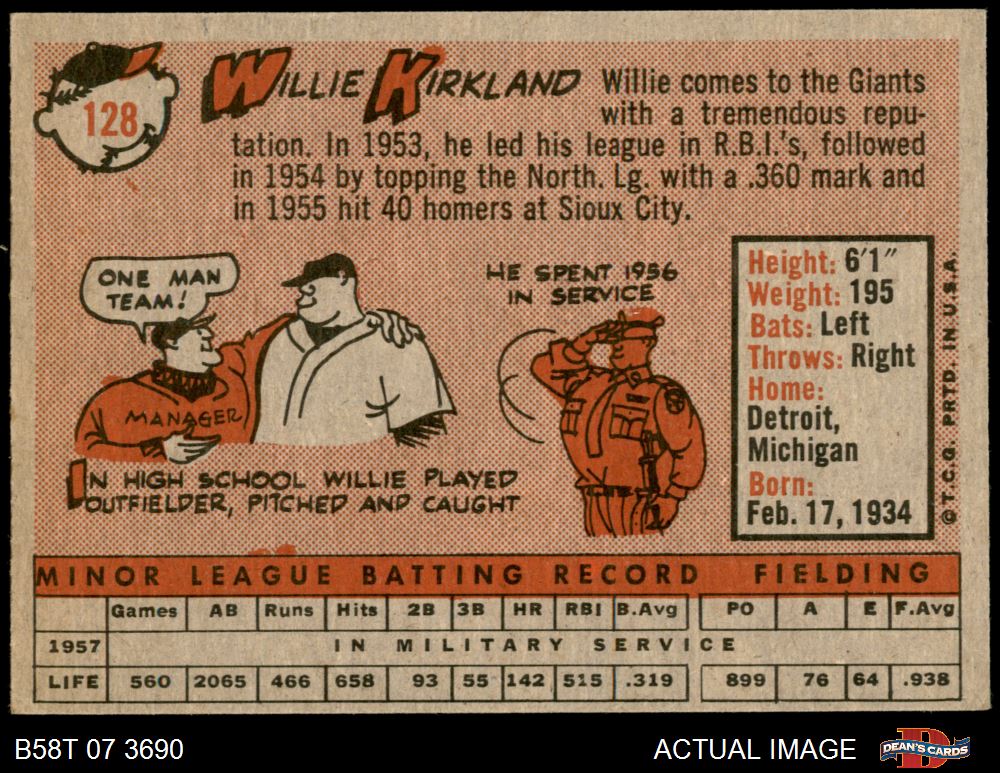 128
WILLIE KIRKLAND
Willie comes to the Giants
with a tremendous repu-
tation. In 1953, he led his league in R.B.I.'s, followed
in 1954 by topping the North. Lg. with a .360 mark and
in 1955 hit 40 homers at Sioux City.
ONE MAN
TEAM!
MANAGER
IN HIGH SCHOOL WILLIE PLAYED
OUTFIELDER, PITCHED AND CAUGHT
HE SPENT 1956
IN SERVICE
Height: 6'1"
Weight: 195
Bats: Left
Throws: Right
Home:
Detroit,
Michigan
Born:
Feb. 17, 1934
© T.C.G. PRTD. IN U.S.A.
MINOR LEAGUE BATTING RECORD FIELDING
Games AB Runs Hits 2B 3B HR RBI B.Avg PO A E F.Avg
1957 IN MILITARY SERVICE
LIFE 560 2065 466 658 93 55 142 515 .319 899 76 64 .938
B58T 07 3690 ACTUAL IMAGE
DEAN'S CARDS